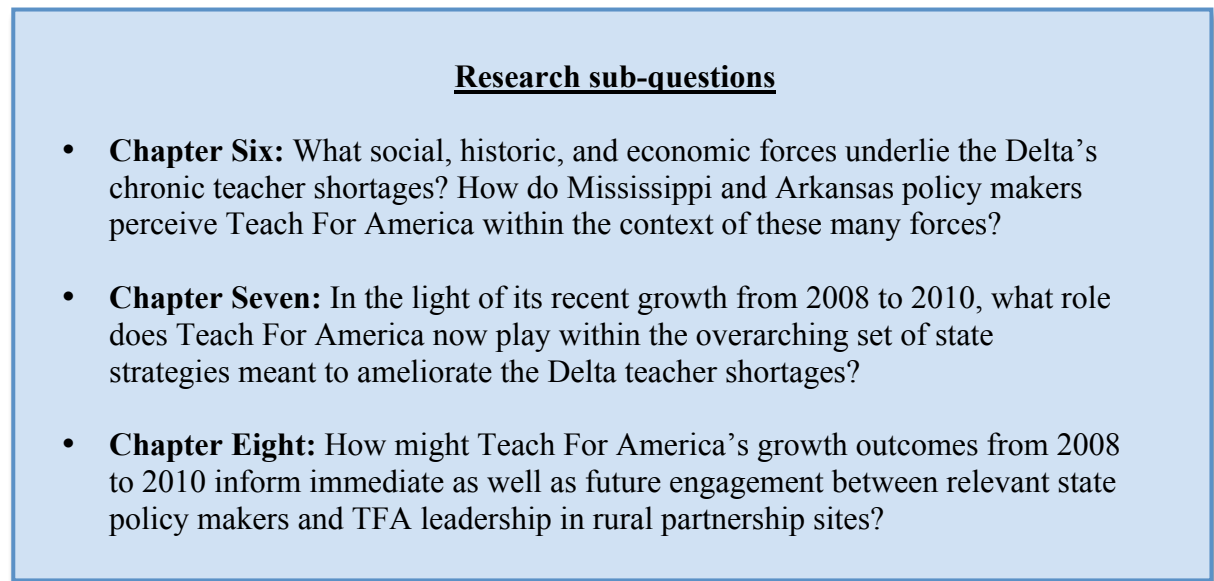 Research sub-questions
• Chapter Six: What social, historic, and economic forces underlie the Delta’s
chronic teacher shortages? How do Mississippi and Arkansas policy makers
perceive Teach For America within the context of these many forces?
• Chapter Seven: In the light of its recent growth from 2008 to 2010, what role
does Teach For America now play within the overarching set of state
strategies meant to ameliorate the Delta teacher shortages?
• Chapter Eight: How might Teach For America’s growth outcomes from 2008
to 2010 inform immediate as well as future engagement between relevant state
policy makers and TFA leadership in rural partnership sites?